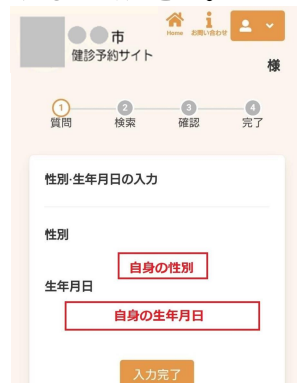 ●●市
健診予約サイト
Home
お問い合わせ
様
1 2 3 4
質問 検索 確認 完了
性別・生年月日の入力
性別
自身の性別
生年月日
自身の生年月日
入力完了